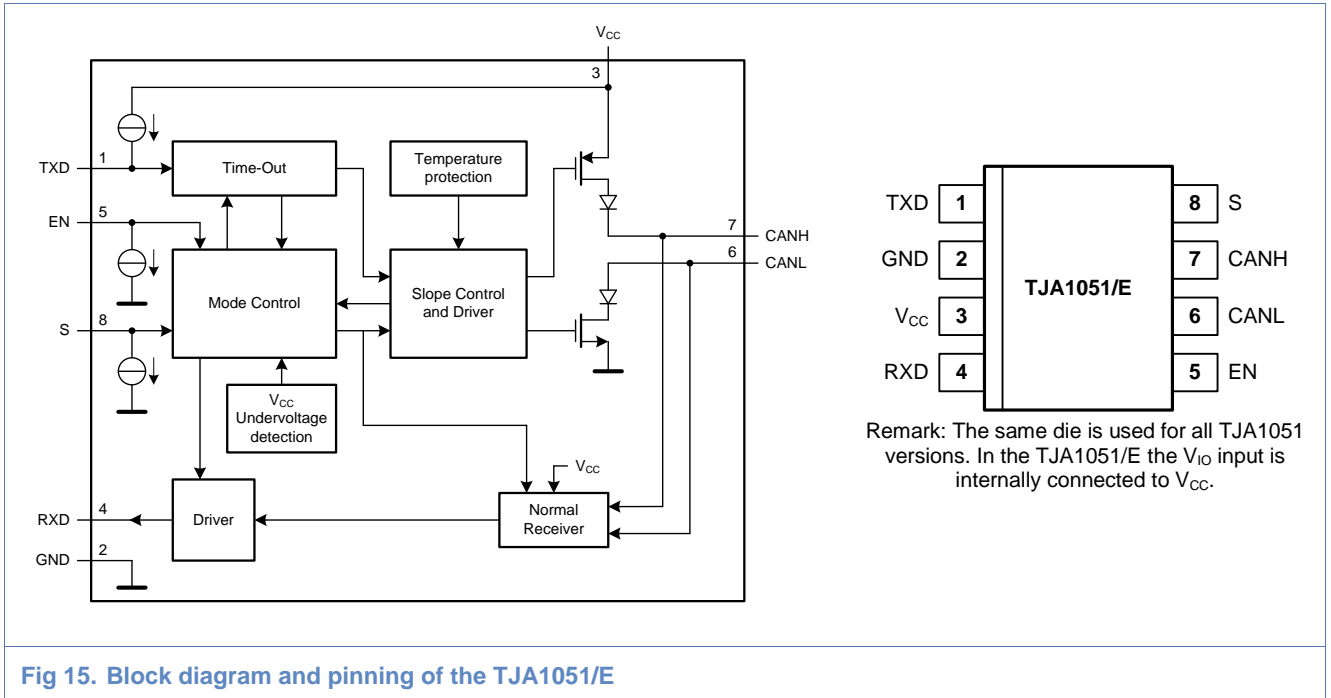 VCC
3
TXD
1
Time-Out
Temperature
protection
EN
5
7
CANH
6
CANL
Mode Control
Slope Control
and Driver
S
8
VCC
Undervoltage
detection
VCC
RXD
4
Driver
Normal
Receiver
GND
2
TXD 1 8 S
GND 2 7 CANH
TJA1051/E
VCC 3 6 CANL
RXD 4 5 EN
Remark: The same die is used for all TJA1051
versions. In the TJA1051/E the VIO input is
internally connected to VCC.
Fig 15. Block diagram and pinning of the TJA1051/E